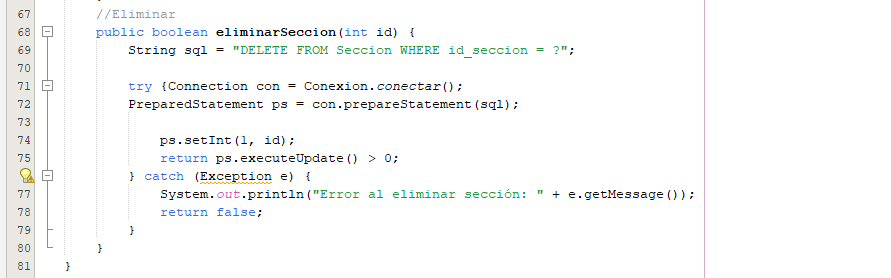 67 //Eliminar
68 public boolean eliminarSeccion(int id) {
69 String sql = "DELETE FROM Seccion WHERE id_seccion = ?";
70
71 try {Connection con = Conexion.conectar();
72 PreparedStatement ps = con.prepareStatement(sql);
73
74 ps.setInt(1, id);
75 return ps.executeUpdate() > 0;
} catch (Exception e) {
77 System.out.println("Error al eliminar sección: " + e.getMessage());
78 return false;
79 }
80 }
81 }